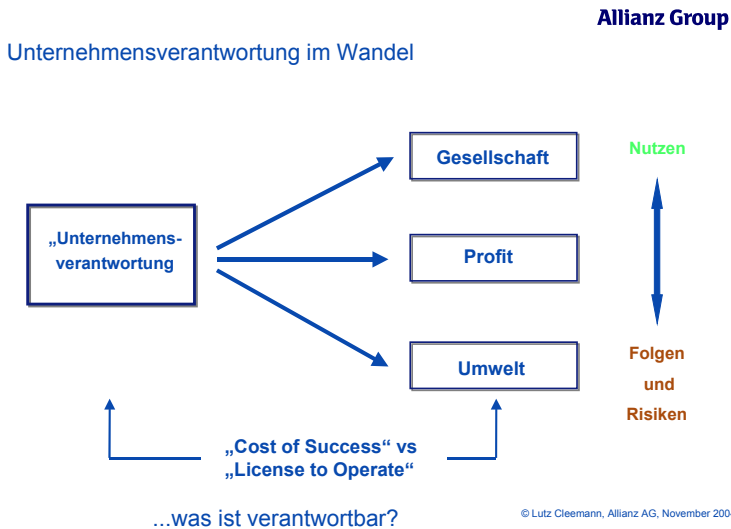 Allianz Group
Unternehmensverantwortung im Wandel
Gesellschaft
Nutzen
„Unternehmens-
verantwortung
Profit
Umwelt
Folgen
und
Risiken
„Cost of Success“ vs
„License to Operate“
...was ist verantwortbar?
© Lutz Cleemann, Allianz AG, November